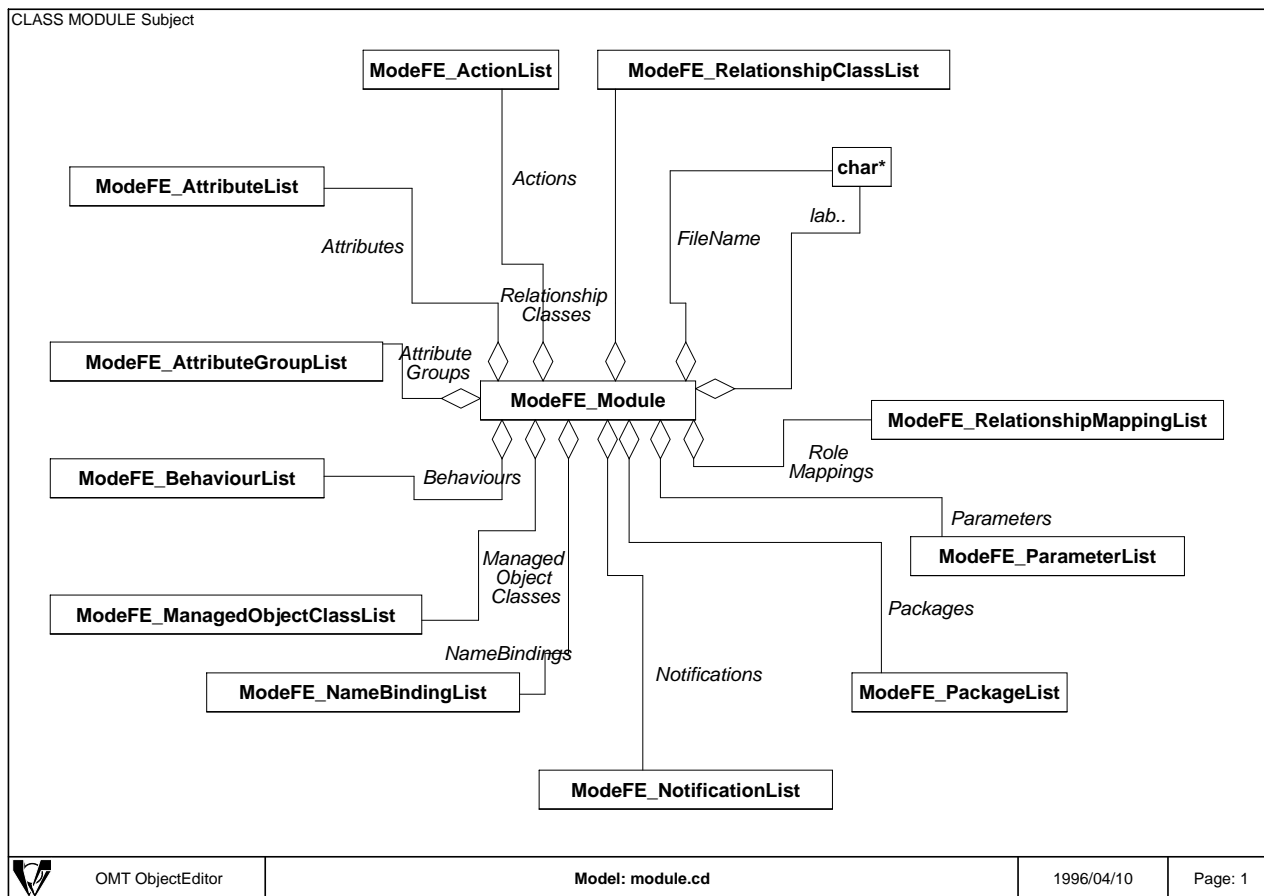 CLASS MODULE Subject
ModeFE_ActionList
ModeFE_RelationshipClassList
char*
ModeFE_AttributeList
Actions
lab..
FileName
Attributes
Relationship
Classes
ModeFE_AttributeGroupList
Attribute
Groups
ModeFE_Module
ModeFE_RelationshipMappingList
Role
Mappings
ModeFE_BehaviourList
Behaviours
Parameters
ModeFE_ParameterList
Managed
Object
Classes
ModeFE_ManagedObjectClassList
Packages
NameBindings
Notifications
ModeFE_NameBindingList
ModeFE_PackageList
ModeFE_NotificationList
OMT ObjectEditor
Model: module.cd
1996/04/10
Page: 1